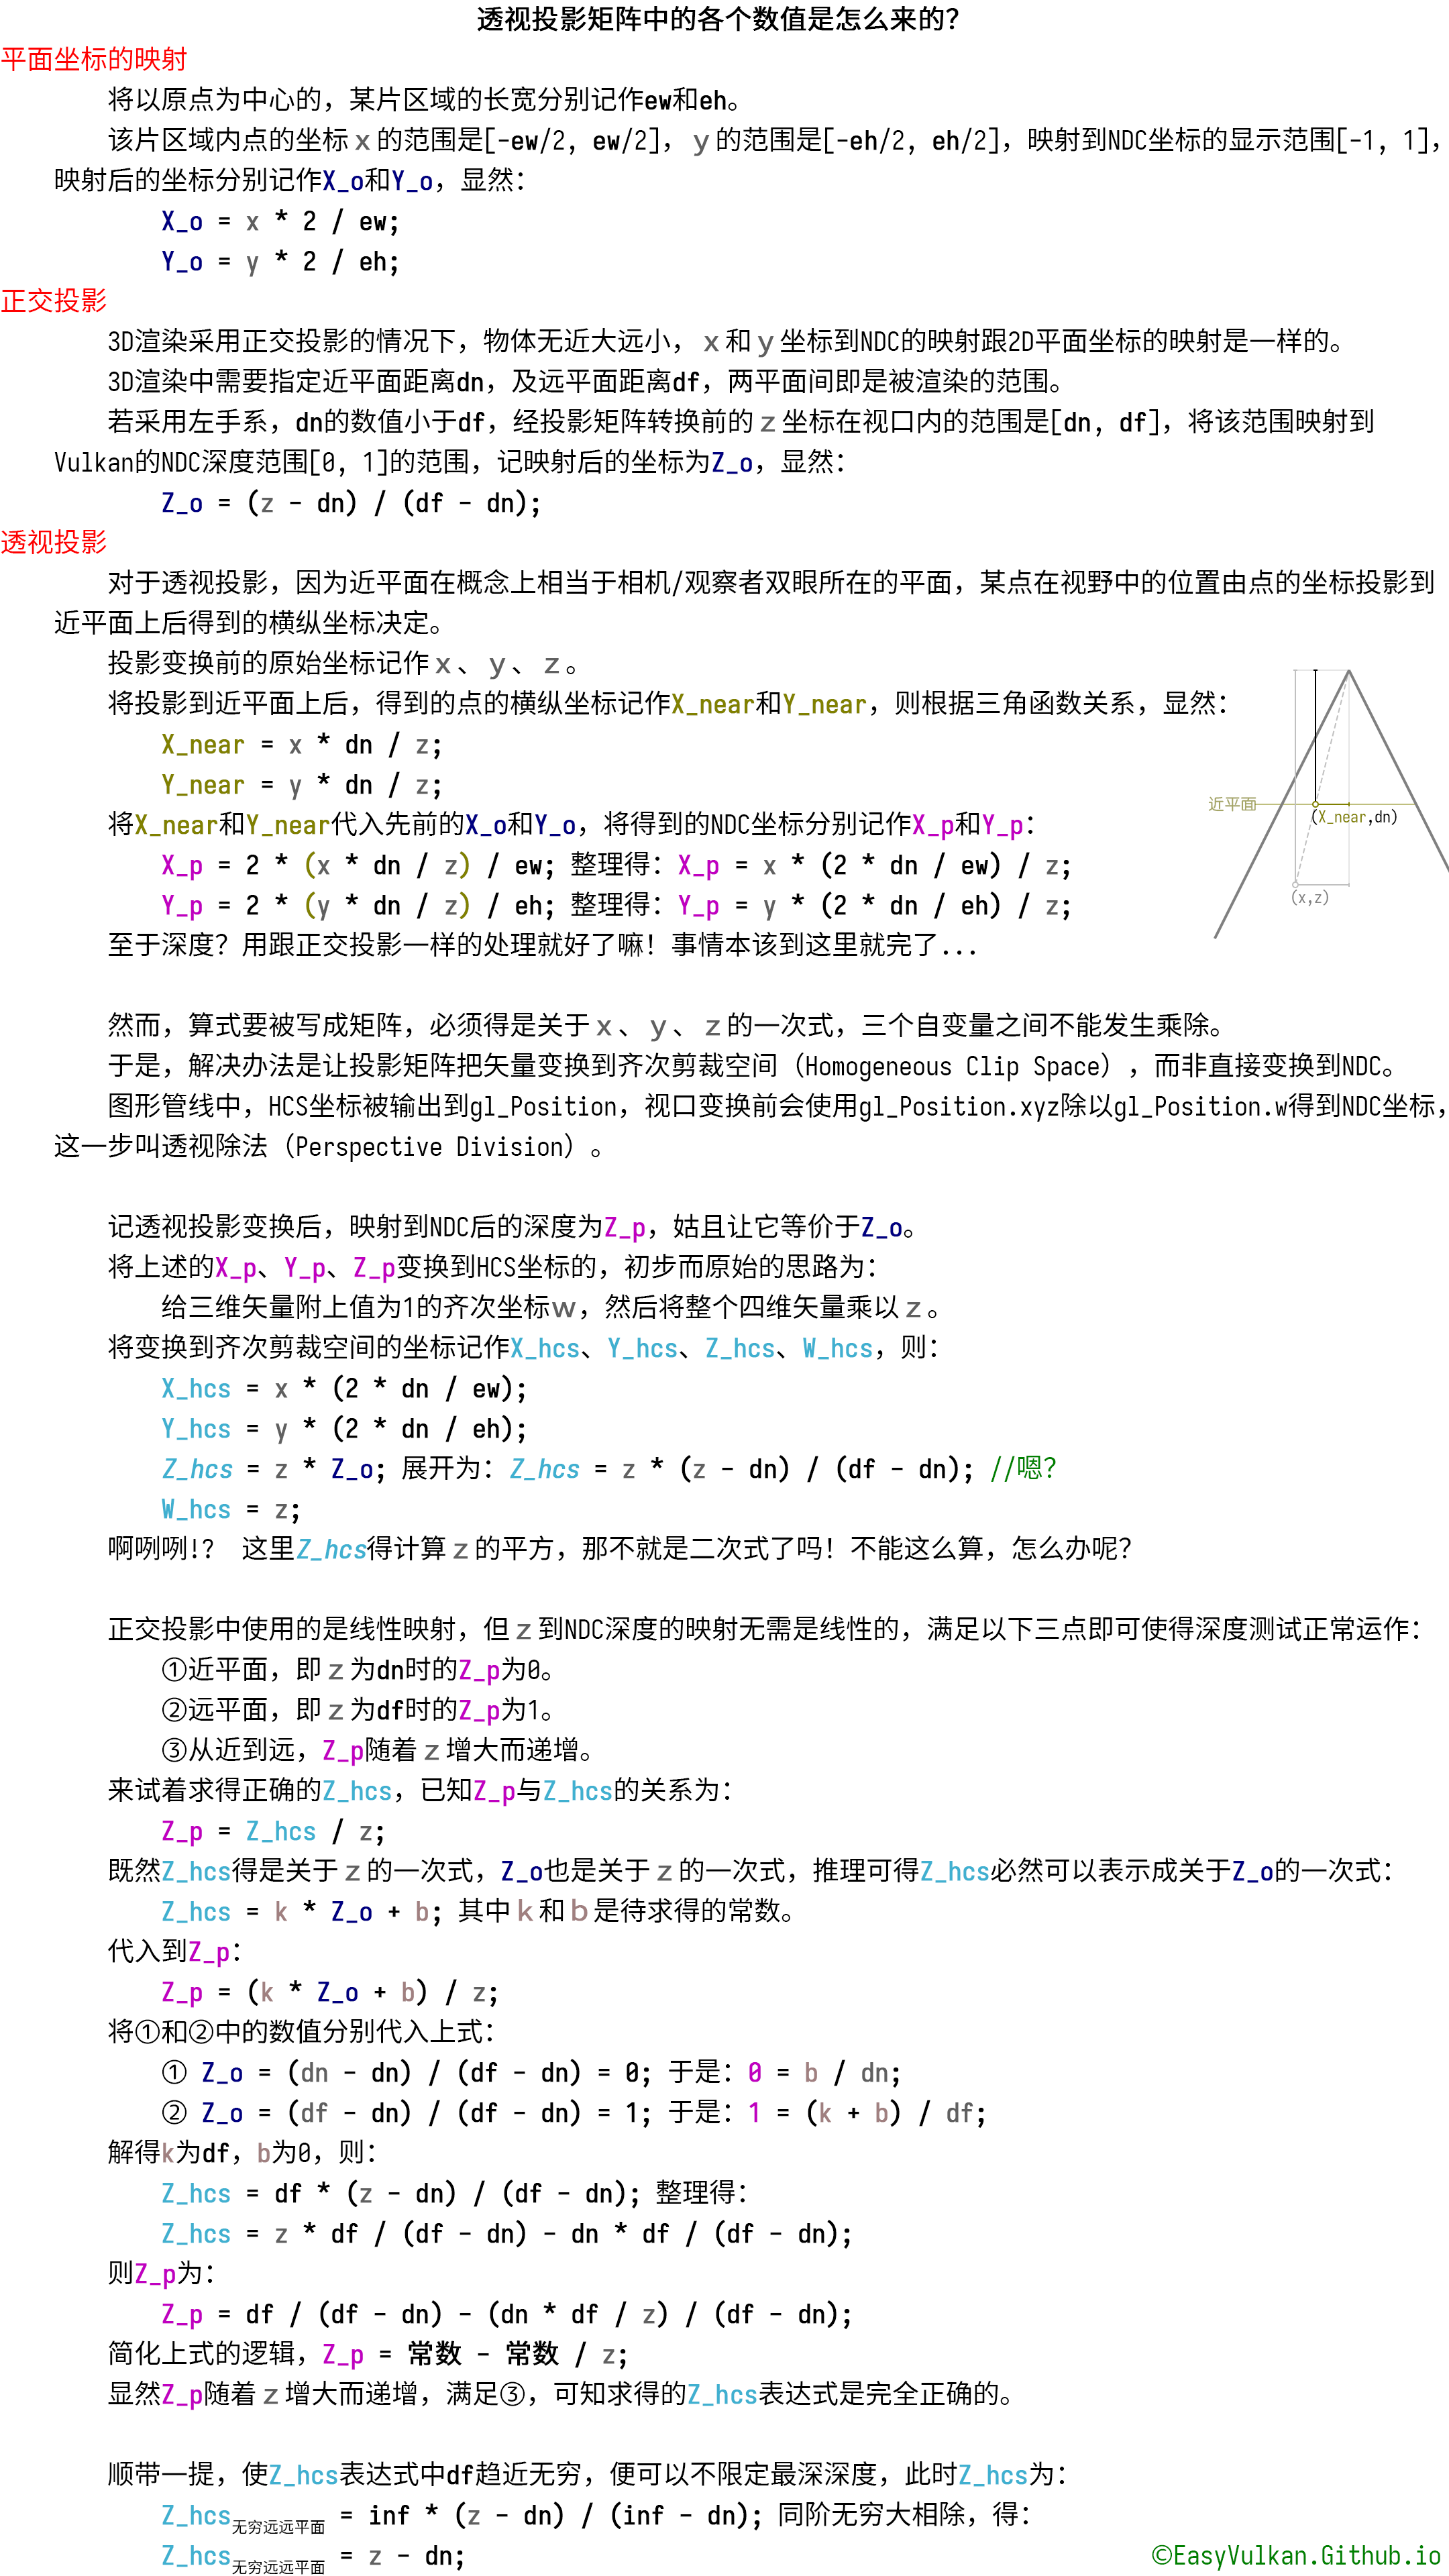 透视投影矩阵中的各个数值是怎么来的？
平面坐标的映射
将以原点为中心的，某片区域的长宽分别记作ew和eh。
该片区域内点的坐标x的范围是[-ew/2, ew/2]，y的范围是[-eh/2, eh/2]，映射到NDC坐标的显示范围[-1, 1]，
映射后的坐标分别记作X_o和Y_o，显然：
X_o = x * 2 / ew;
Y_o = y * 2 / eh;
正交投影
3D渲染采用正交投影的情况下，物体无近大远小，x和y坐标到NDC的映射跟2D平面坐标的映射是一样的。
3D渲染中需要指定近平面距离dn，及远平面距离df，两平面间即是被渲染的范围。
若采用左手系，dn的数值小于df，经投影矩阵转换前的z坐标在视口内的范围是[dn, df]，将该范围映射到
Vulkan的NDC深度范围[0, 1]的范围，记映射后的坐标为Z_o，显然：
Z_o = (z - dn) / (df - dn);
透视投影
对于透视投影，因为近平面在概念上相当于相机/观察者双眼所在的平面，某点在视野中的位置由点的坐标投影到
近平面上后得到的横纵坐标决定。
投影变换前的原始坐标记作x、y、z。
将投影到近平面上后，得到的点的横纵坐标记作X_near和Y_near，则根据三角函数关系，显然：
X_near = x * dn / z;
Y_near = y * dn / z;
近平面
(X_near,dn)
(x,z)
将X_near和Y_near代入先前的X_o和Y_o，将得到的NDC坐标分别记作X_p和Y_p：
X_p = 2 * (x * dn / z) / ew; 整理得：X_p = x * (2 * dn / ew) / z;
Y_p = 2 * (y * dn / z) / eh; 整理得：Y_p = y * (2 * dn / eh) / z;
至于深度？用跟正交投影一样的处理就好了嘛！事情本该到这里就完了...
然而，算式要被写成矩阵，必须得是关于x、y、z的一次式，三个自变量之间不能发生乘除。
于是，解决办法是让投影矩阵把矢量变换到齐次剪裁空间（Homogeneous Clip Space），而非直接变换到NDC。
图形管线中，HCS坐标被输出到gl_Position，视口变换前会使用gl_Position.xyz除以gl_Position.w得到NDC坐标，
这一步叫透视除法（Perspective Division）。
记透视投影变换后，映射到NDC后的深度为Z_p，姑且让它等价于Z_o。
将上述的X_p、Y_p、Z_p变换到HCS坐标的，初步而原始的思路为：
给三维矢量附上值为1的齐次坐标w，然后将整个四维矢量乘以z。
将变换到齐次剪裁空间的坐标记作X_hcs、Y_hcs、Z_hcs、W_hcs，则：
X_hcs = x * (2 * dn / ew);
Y_hcs = y * (2 * dn / eh);
Z_hcs = z * Z_o; 展开为：Z_hcs = z * (z - dn) / (df - dn); //嗯？
W_hcs = z;
啊咧咧!? 这里Z_hcs得计算z的平方，那不就是二次式了吗！不能这么算，怎么办呢？
正交投影中使用的是线性映射，但z到NDC深度的映射无需是线性的，满足以下三点即可使得深度测试正常运作：
①近平面，即z为dn时的Z_p为0。
②远平面，即z为df时的Z_p为1。
③从近到远，Z_p随着z增大而递增。
来试着求得正确的Z_hcs，已知Z_p与Z_hcs的关系为：
Z_p = Z_hcs / z;
既然Z_hcs得是关于z的一次式，Z_o也是关于z的一次式，推理可得Z_hcs必然可以表示成关于Z_o的一次式：
Z_hcs = k * Z_o + b; 其中k和b是待求得的常数。
代入到Z_p：
Z_p = (k * Z_o + b) / z;
将①和②中的数值分别代入上式：
① Z_o = (dn - dn) / (df - dn) = 0; 于是：0 = b / dn;
② Z_o = (df - dn) / (df - dn) = 1; 于是：1 = (k + b) / df;
解得k为df，b为0，则：
Z_hcs = df * (z - dn) / (df - dn); 整理得：
Z_hcs = z * df / (df - dn) - dn * df / (df - dn);
则Z_p为：
Z_p = df / (df - dn) - (dn * df / z) / (df - dn);
简化上式的逻辑，Z_p = 常数 - 常数 / z;
显然Z_p随着z增大而递增，满足③，可知求得的Z_hcs表达式是完全正确的。
顺带一提，使Z_hcs表达式中df趋近无穷，便可以不限定最深深度，此时Z_hcs为：
Z_hcs无穷远远平面 = inf * (z - dn) / (inf - dn); 同阶无穷大相除，得：
Z_hcs无穷远远平面 = z - dn;
©EasyVulkan.Github.io